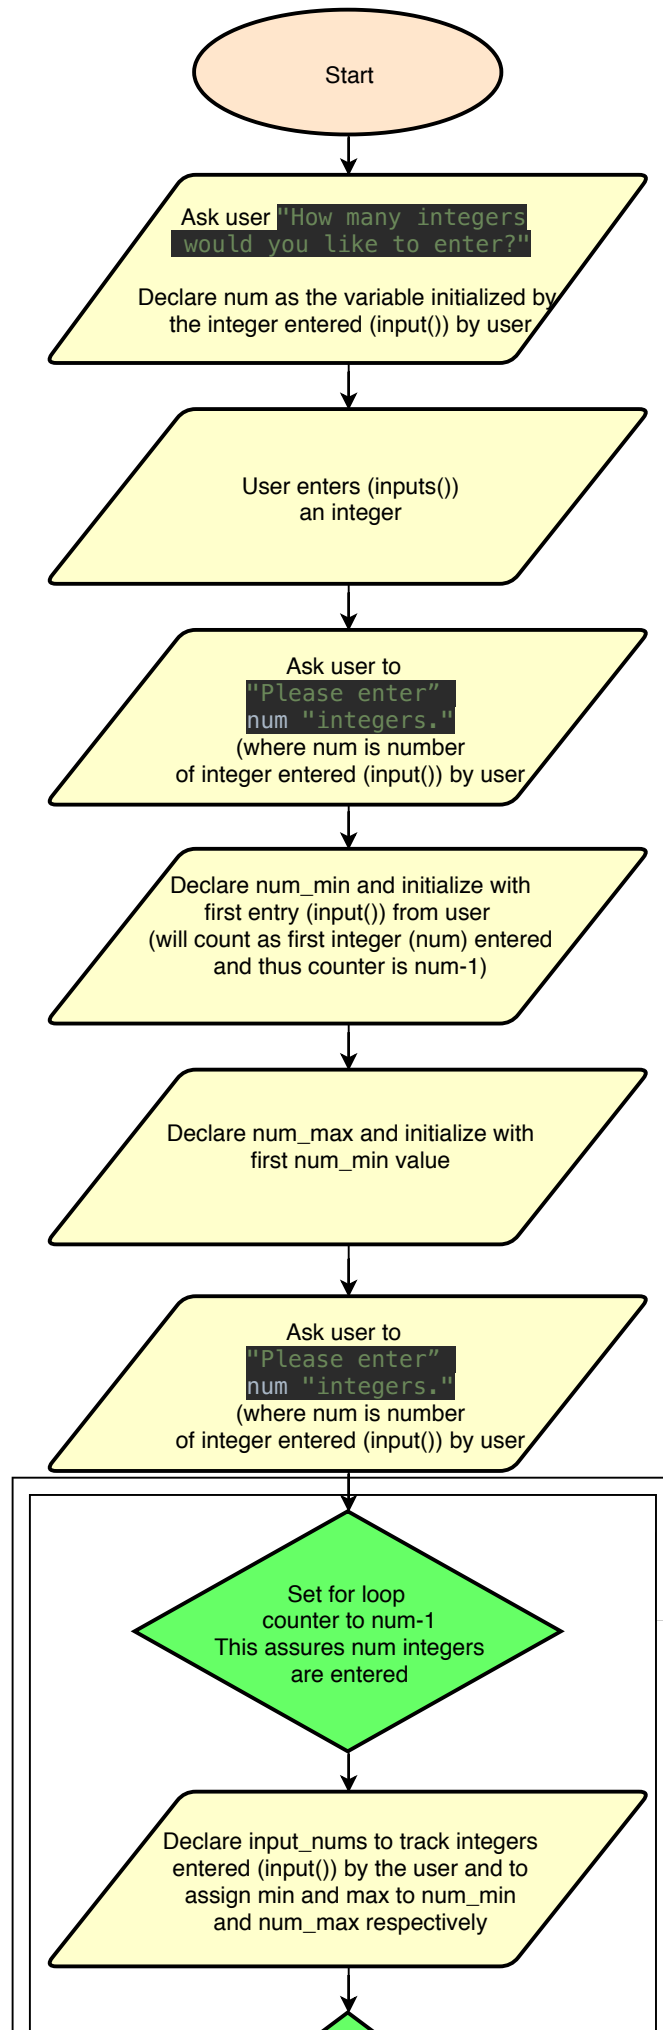 Start
Ask user "How many integers
would you like to enter?"
Declare num as the variable initialized by
the integer entered (input()) by user
User enters (inputs())
an integer
Ask user to
"Please enter”
num "integers."
(where num is number
of integer entered (input()) by user
Declare num_min and initialize with
first entry (input()) from user
(will count as first integer (num) entered
and thus counter is num-1)
Declare num_max and initialize with
first num_min value
Ask user to
"Please enter”
num "integers."
(where num is number
of integer entered (input()) by user
Set for loop
counter to num-1
This assures num integers
are entered
Declare input_nums to track integers
entered (input()) by the user and to
assign min and max to num_min
and num_max respectively